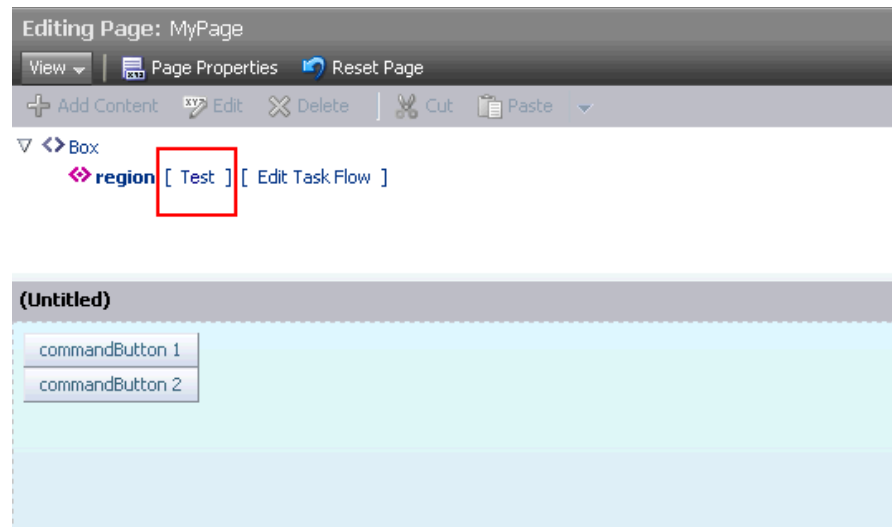 Editing Page: MyPage
View Page Properties Reset Page
Add Content Edit Delete Cut Paste
<> Box
<> region [ Test ] [ Edit Task Flow ]
(Untitled)
commandButton 1
commandButton 2